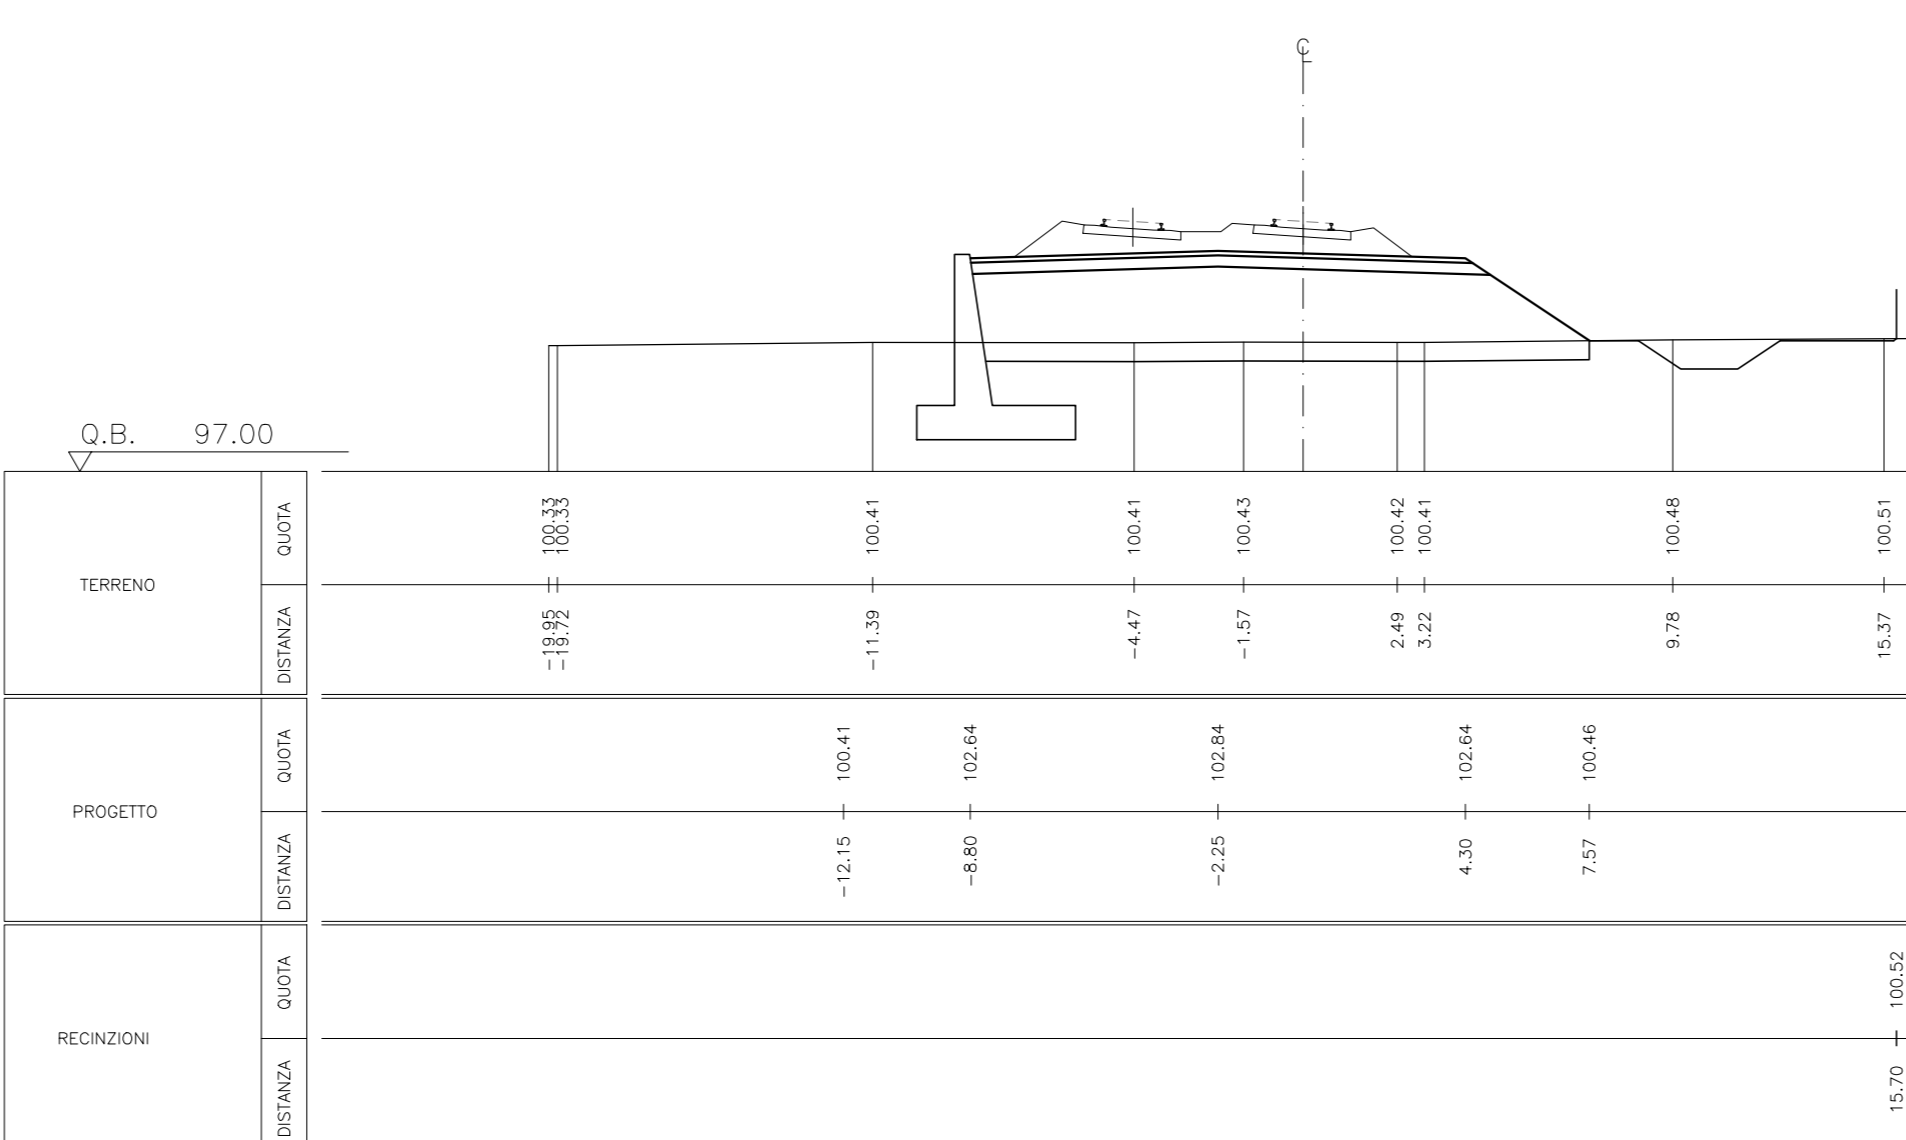 ℄
Q.B. 97.00
TERRENO
QUOTA
100.33 100.33 100.41 100.41 100.43 100.42 100.41 100.48 100.51
DISTANZA
-19.95 -19.72 -11.39 -4.47 -1.57 2.49 3.22 9.78 15.37
PROGETTO
QUOTA
100.41 102.64 102.84 102.64 100.46
DISTANZA
-12.15 -8.80 -2.25 4.30 7.57
RECINZIONI
QUOTA
100.52
DISTANZA
15.70